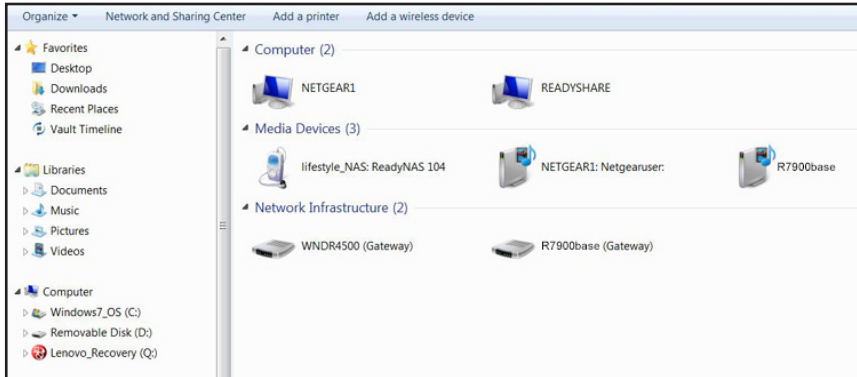 Organize Network and Sharing Center Add a printer Add a wireless device
Favorites
Desktop
Downloads
Recent Places
Vault Timeline
Libraries
Documents
Music
Pictures
Videos
Computer
Windows7_OS (C:)
Removable Disk (D:)
Lenovo_Recovery (Q:)
Computer (2)
NETGEAR1 READYSHARE
Media Devices (3)
lifestyle_NAS: ReadyNAS 104 NETGEAR1: Netgearuser: R7900base
Network Infrastructure (2)
WNDR4500 (Gateway) R7900base (Gateway)